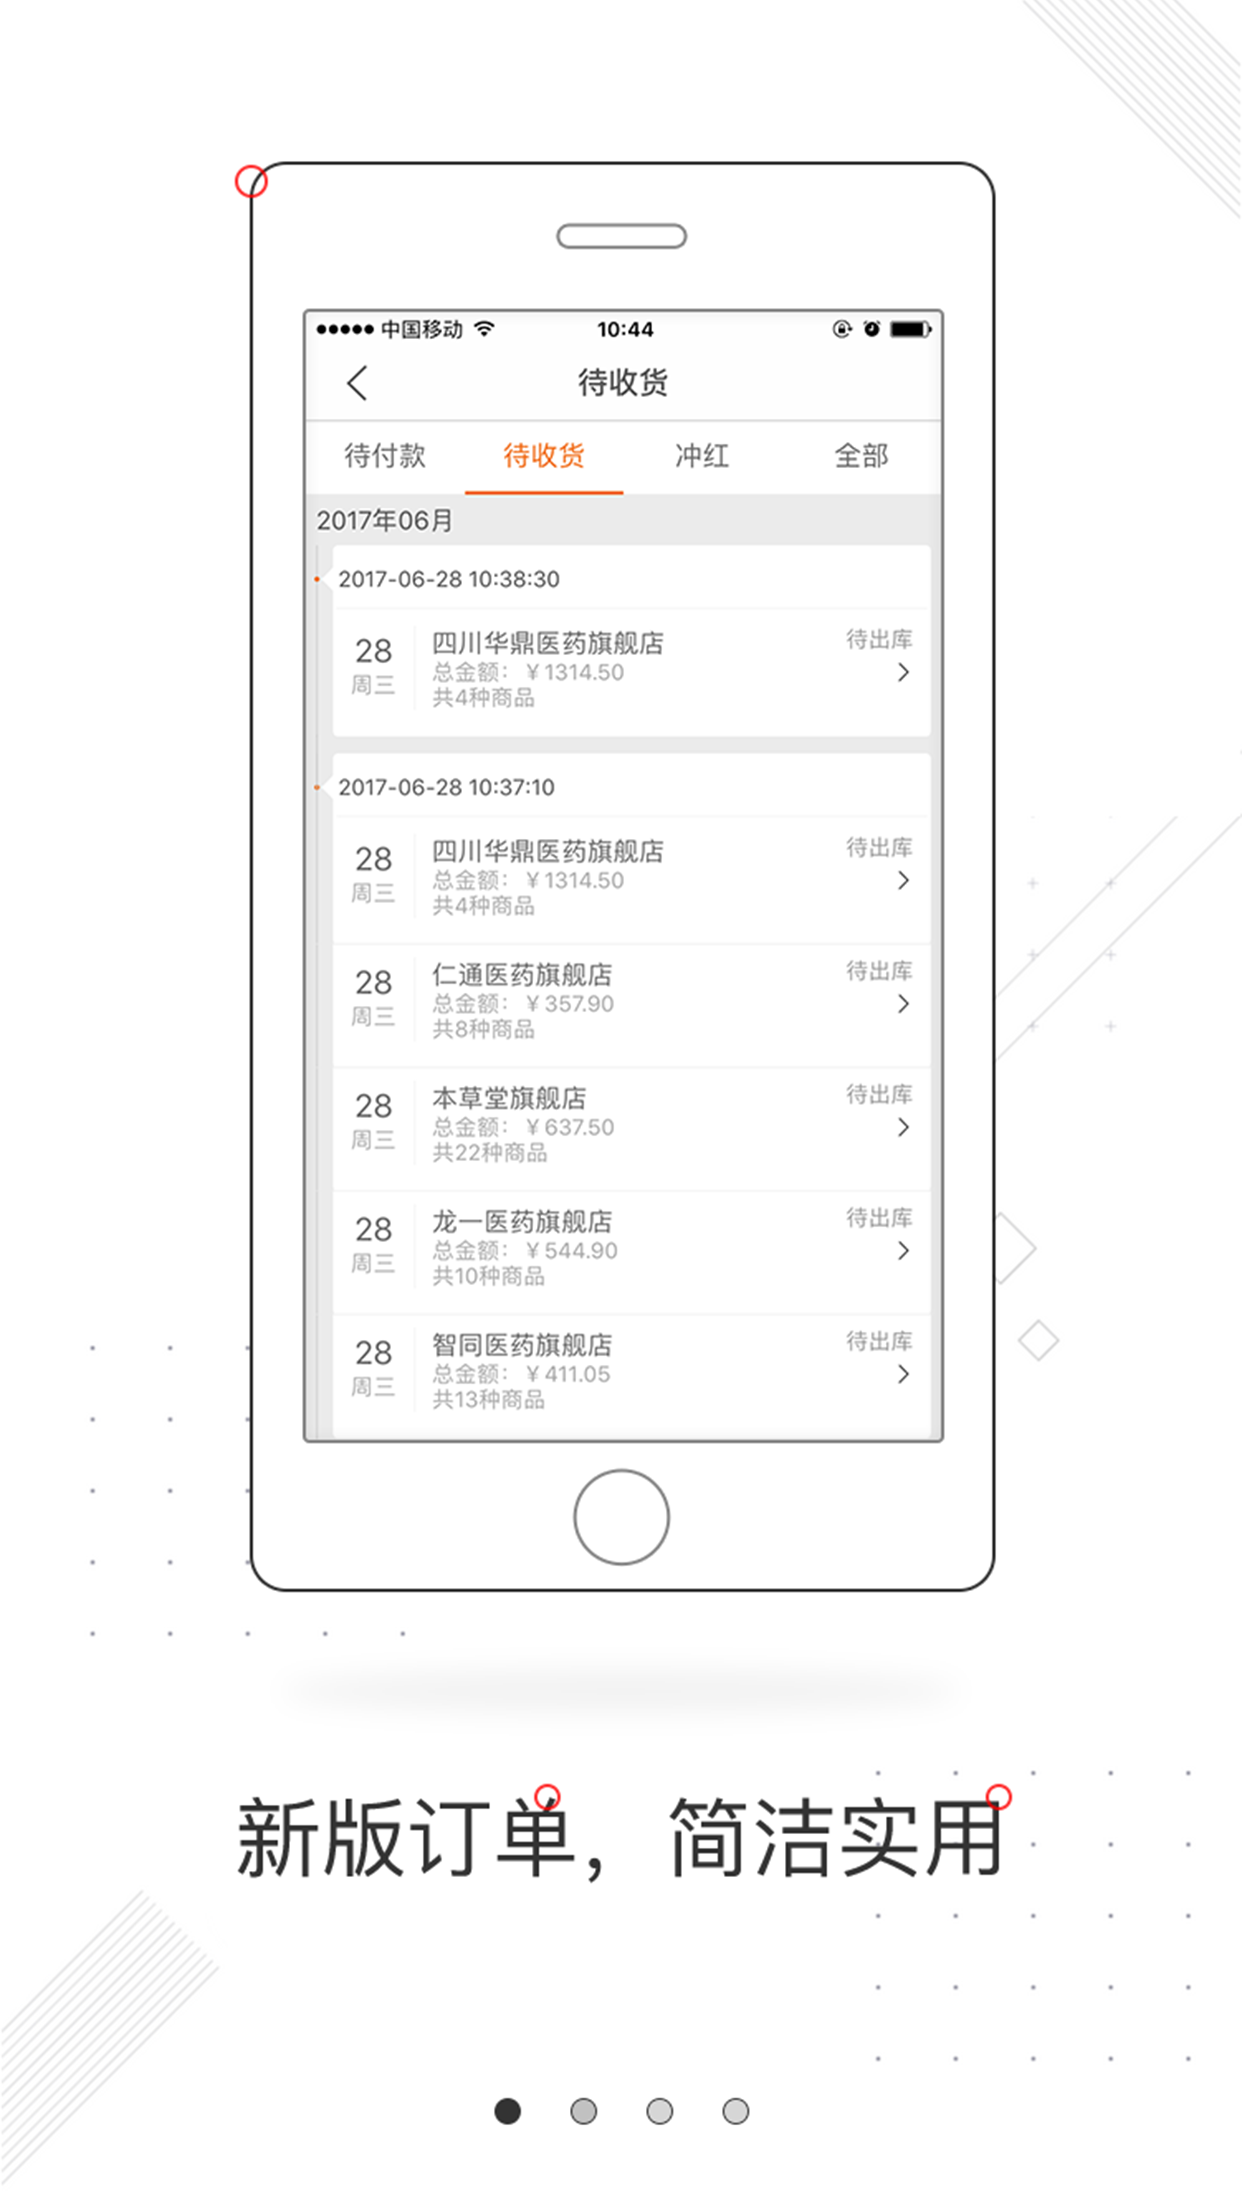 中国移动 10:44
待收货
待付款 待收货 冲红 全部
2017年06月
2017-06-28 10:38:30
28 四川华鼎医药旗舰店 待出库
周三 总金额：￥1314.50
共4种商品
2017-06-28 10:37:10
28 四川华鼎医药旗舰店 待出库
周三 总金额：￥1314.50
共4种商品
28 仁通医药旗舰店 待出库
周三 总金额：￥357.90
共8种商品
28 本草堂旗舰店 待出库
周三 总金额：￥637.50
共22种商品
28 龙一医药旗舰店 待出库
周三 总金额：￥544.90
共10种商品
28 智同医药旗舰店 待出库
周三 总金额：￥411.05
共13种商品
新版订单，简洁实用